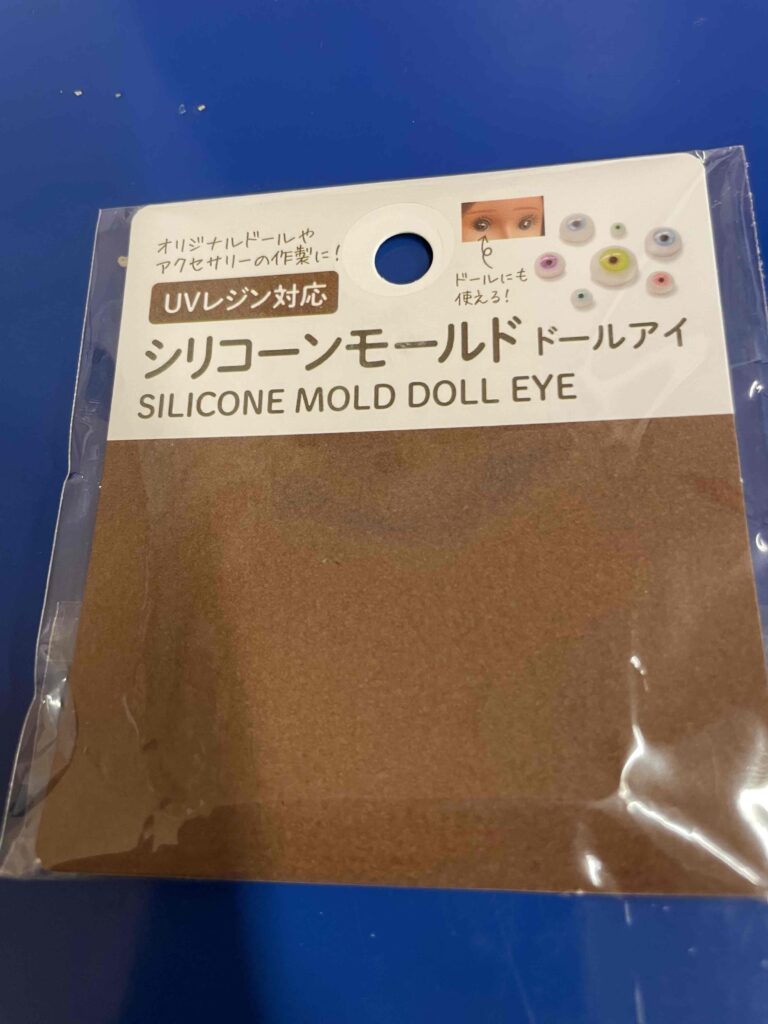 オリジナルドールや
アクセサリーの作製に!
UVレジン対応
ドールにも
使える!
シリコーンモールド ドールアイ
SILICONE MOLD DOLL EYE